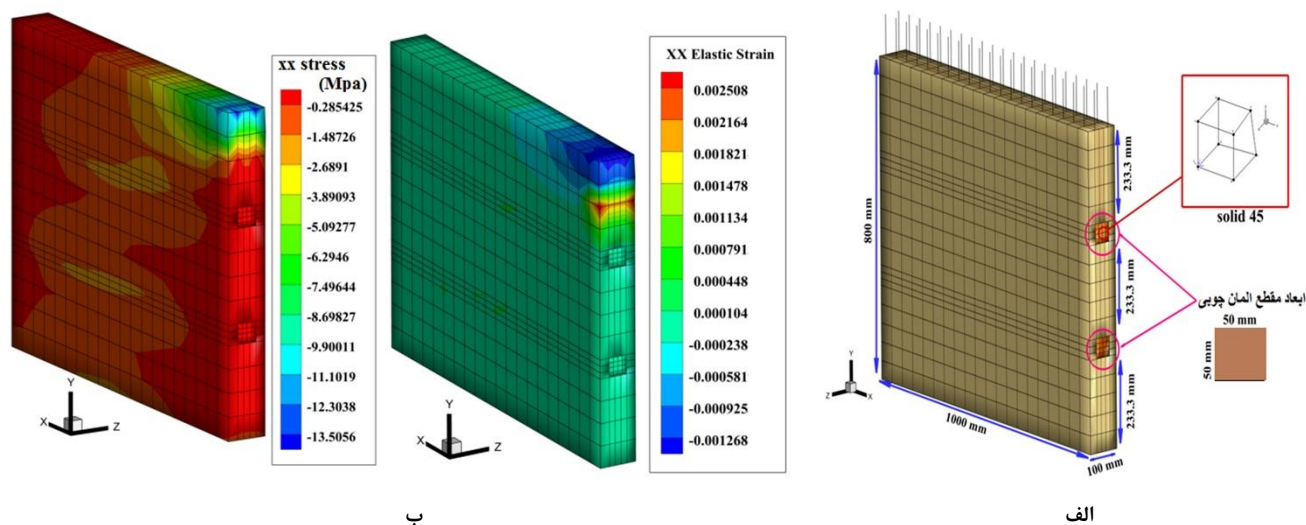 xx stress
(Mpa)
-0.285425
-1.48726
-2.6891
-3.89093
-5.09277
-6.2946
-7.49644
-8.69827
-9.90011
-11.1019
-12.3038
-13.5056
Y
X
Z
XX Elastic Strain
0.002508
0.002164
0.001821
0.001478
0.001134
0.000791
0.000448
0.000104
-0.000238
-0.000581
-0.000925
-0.001268
Y
X
Z
800 mm
1000 mm
100 mm
233.3 mm
233.3 mm
233.3 mm
Y
Z
X
solid 45
ابعاد مقطع المان چوبی
50 mm
50 mm
ب
الف